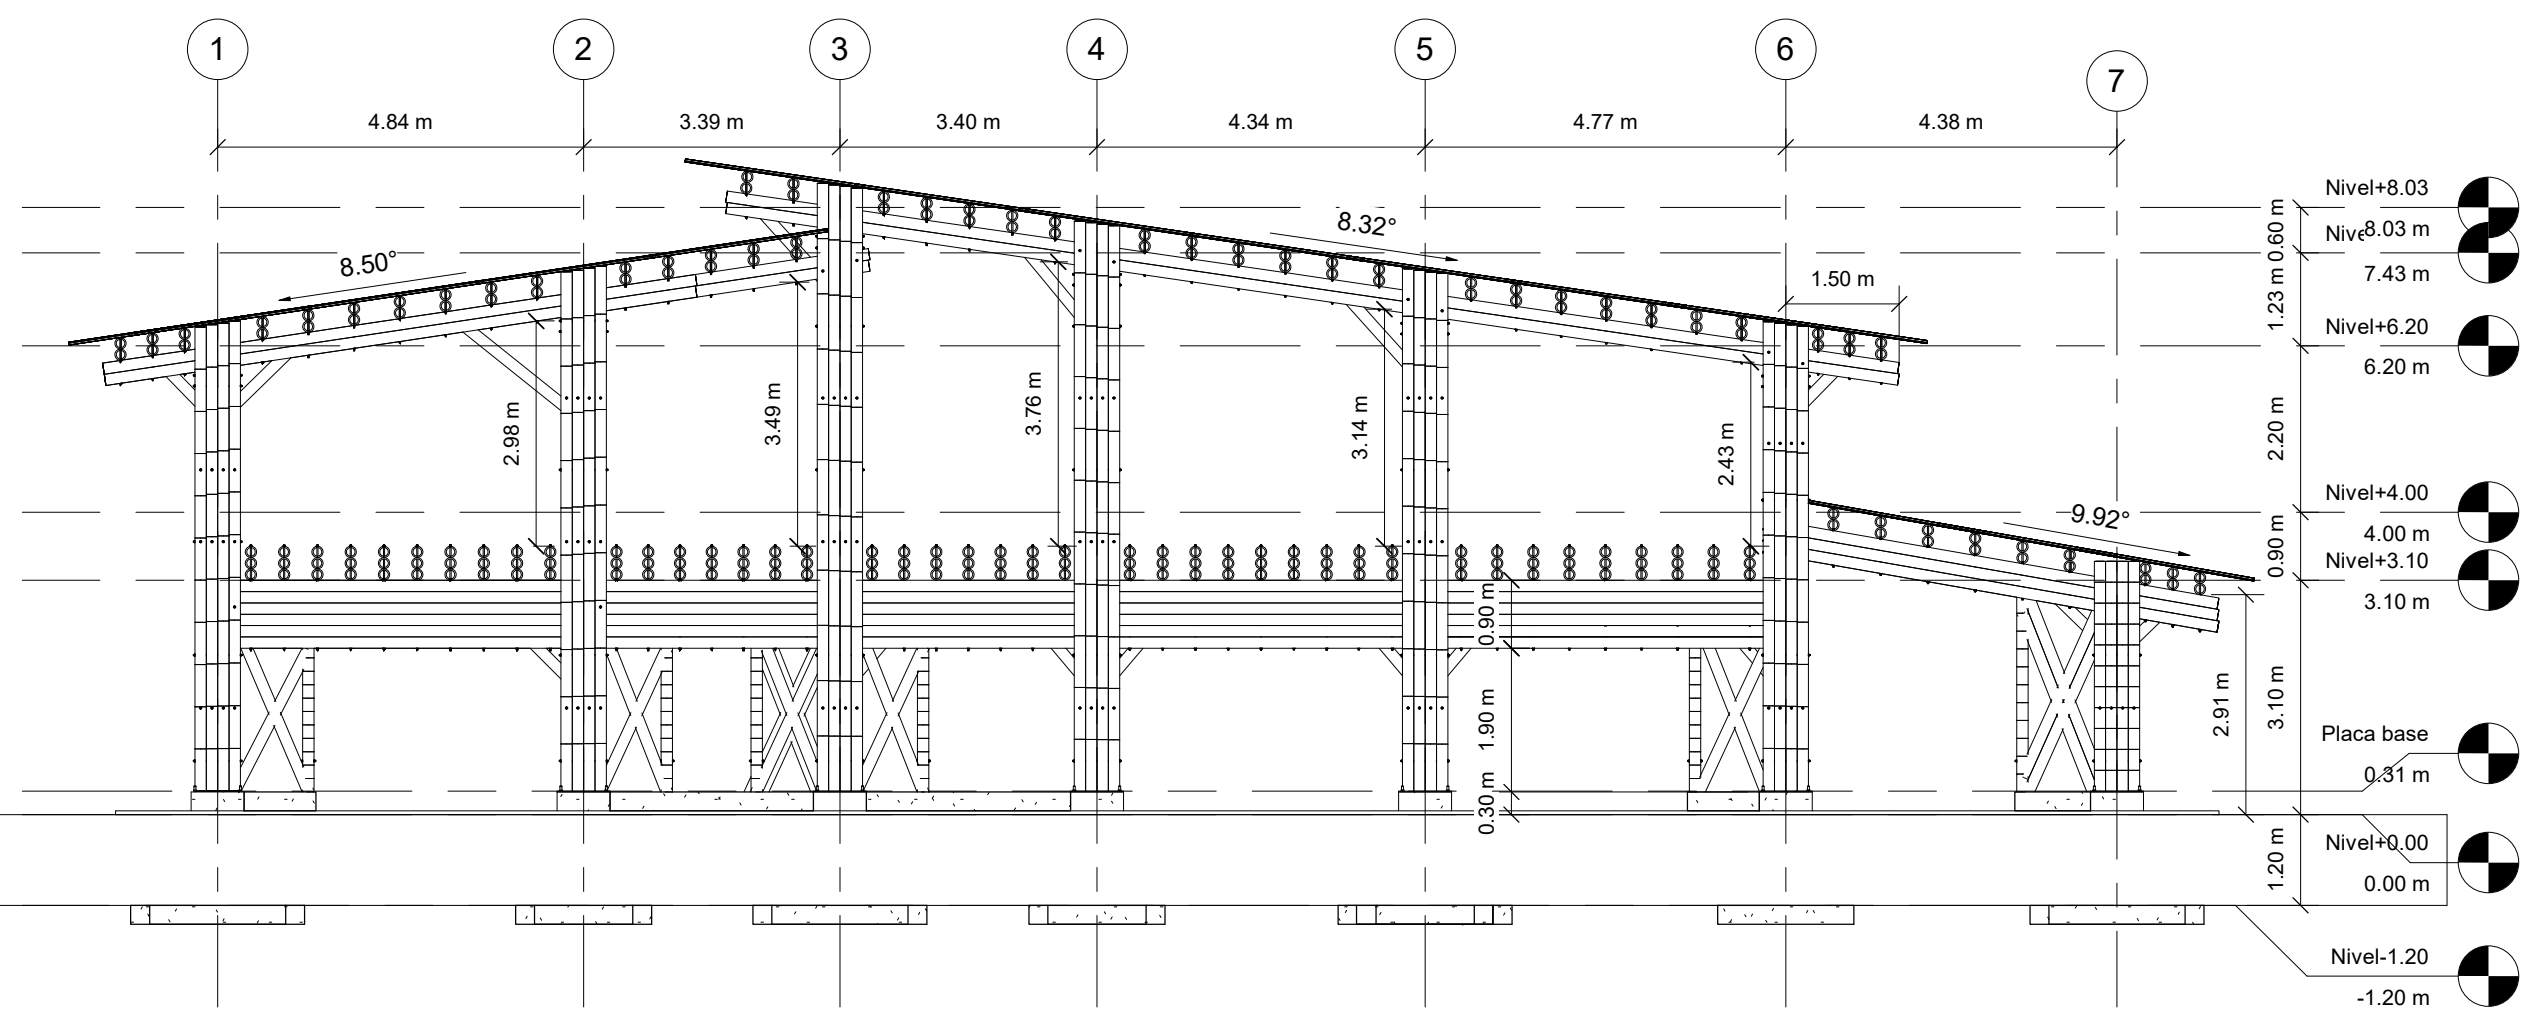 1
2
3
4
5
6
7
4.84 m
3.39 m
3.40 m
4.34 m
4.77 m
4.38 m
8.50°
8.32°
9.92°
1.50 m
2.98 m
3.49 m
3.76 m
3.14 m
2.43 m
0.90 m
1.90 m
0.30 m
2.91 m
0.60 m
1.23 m
2.20 m
0.90 m
3.10 m
1.20 m
Nivel+8.03
8.03 m
7.43 m
Nivel+6.20
6.20 m
Nivel+4.00
4.00 m
Nivel+3.10
3.10 m
Placa base
0.31 m
Nivel+0.00
0.00 m
Nivel-1.20
-1.20 m